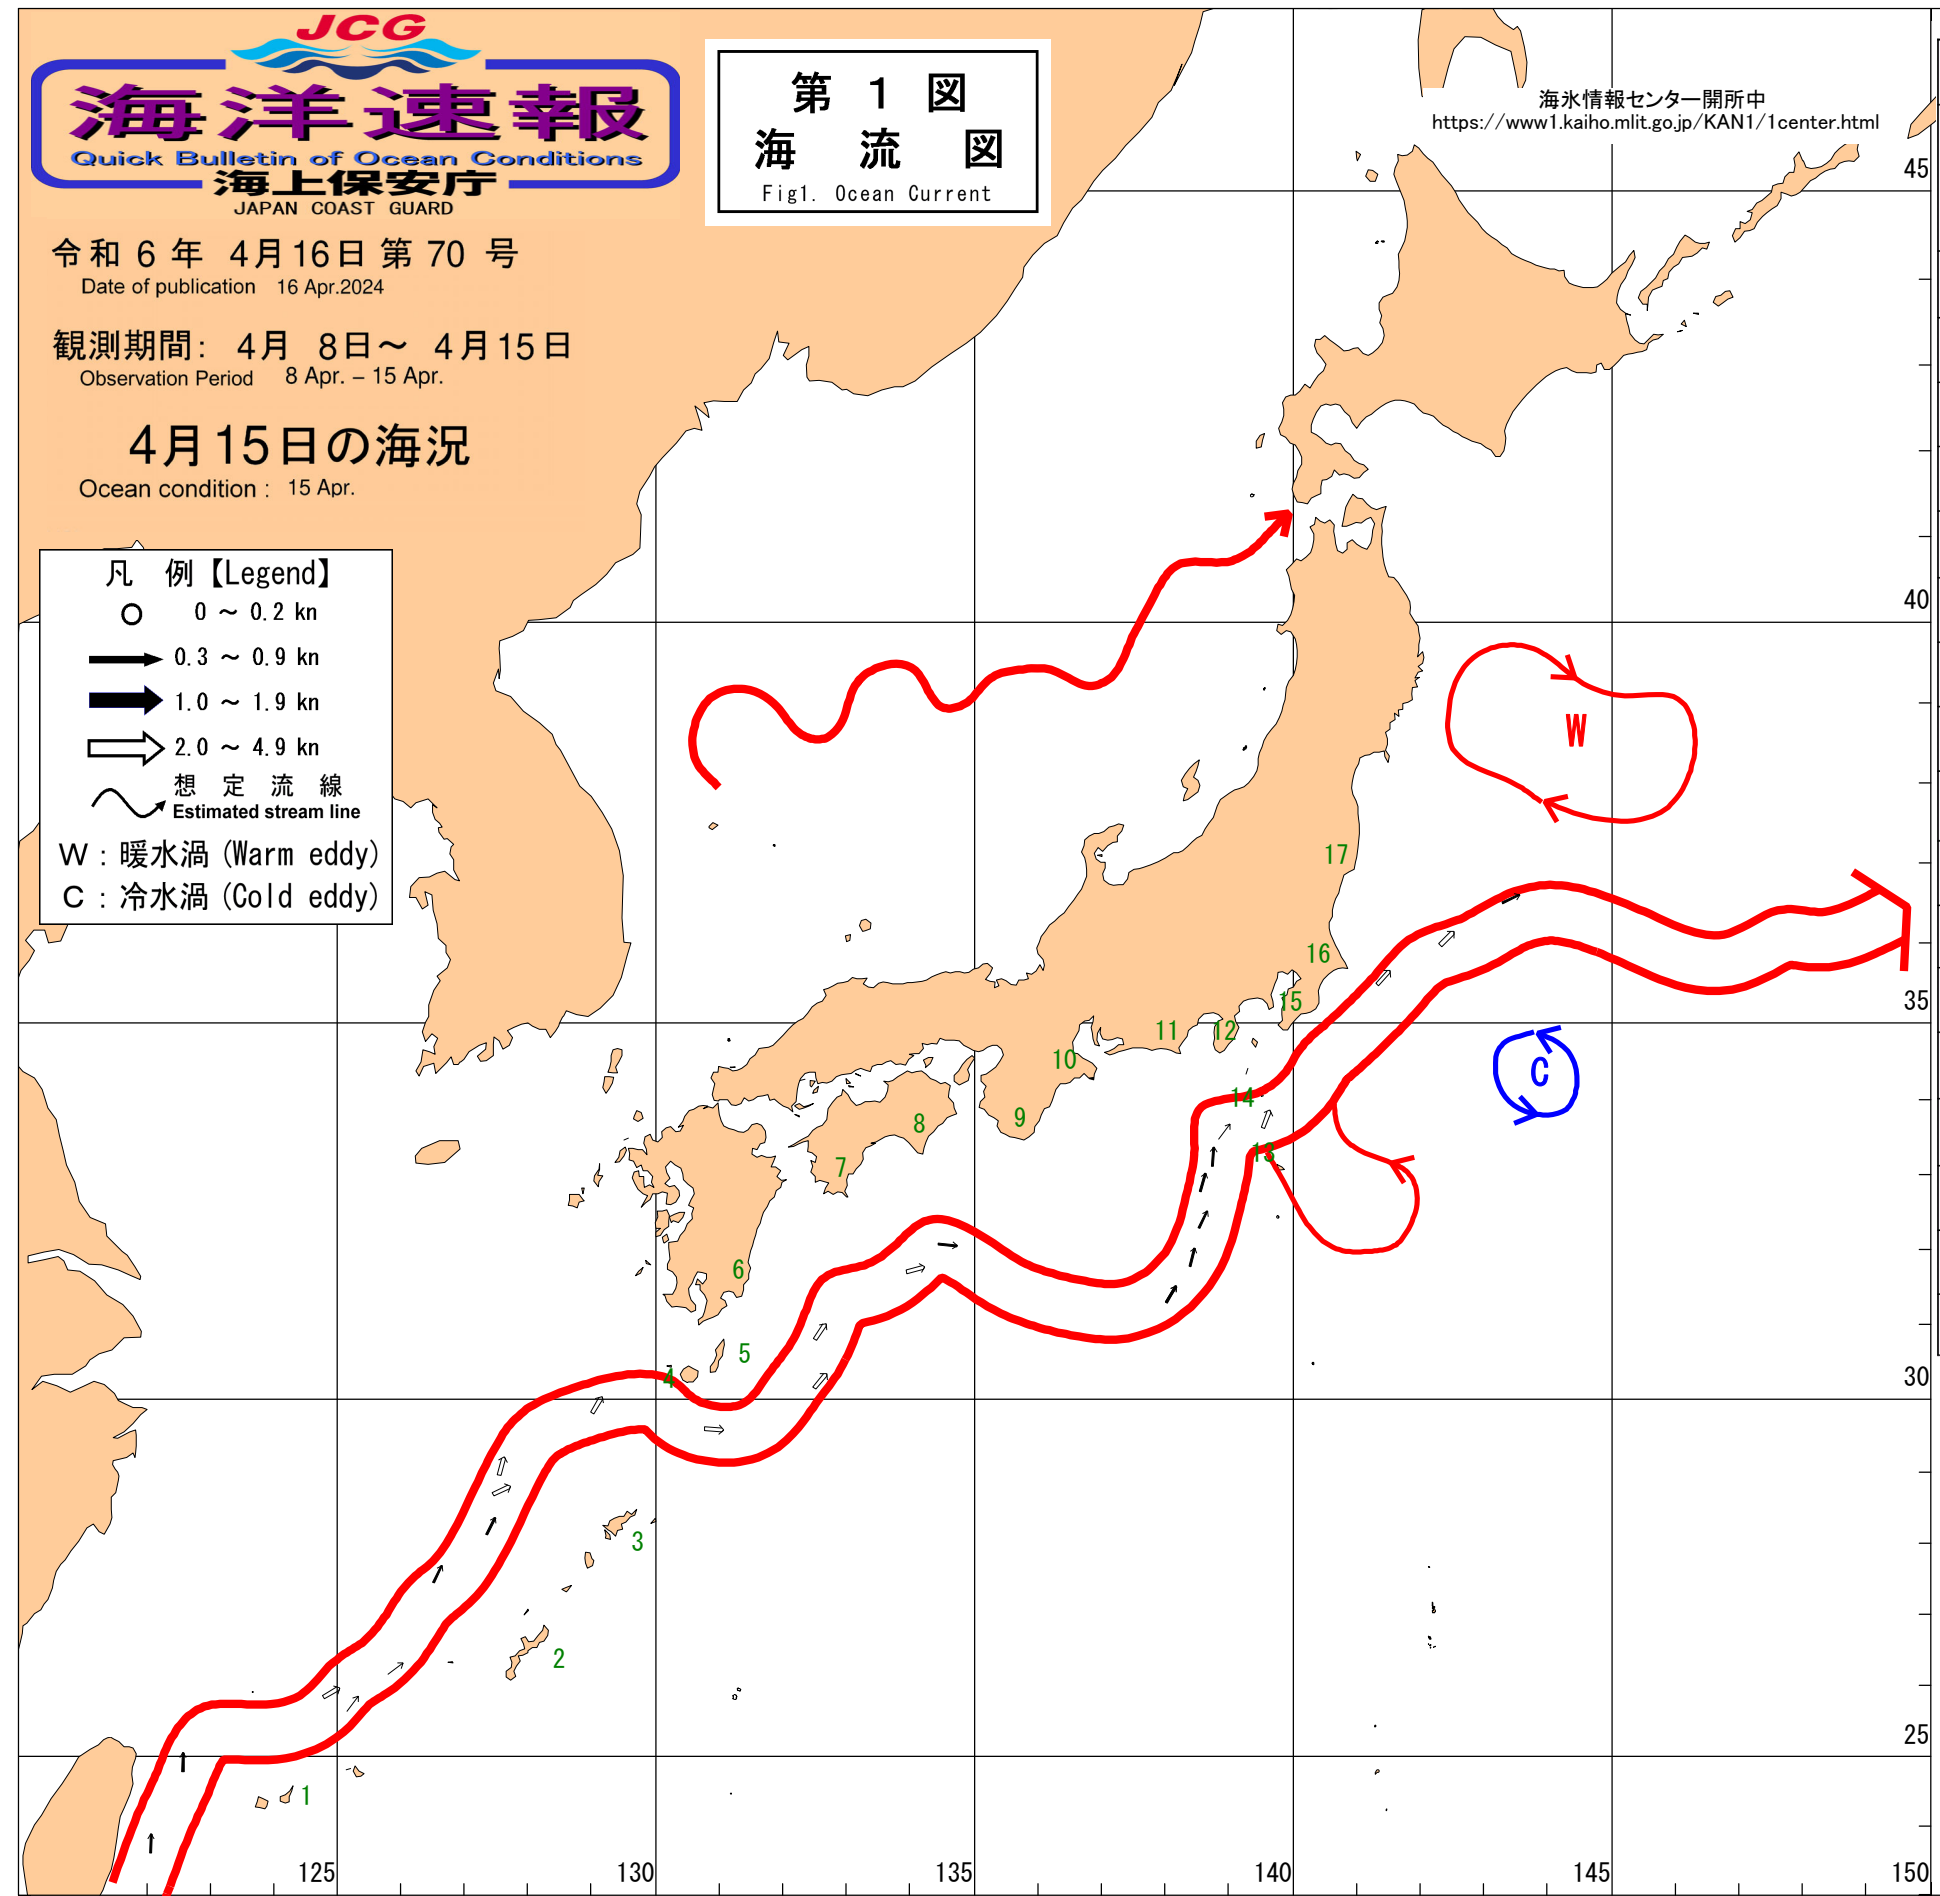 JCG
海洋速報
Quick Bulletin of Ocean Conditions
海上保安庁
JAPAN COAST GUARD
第 1 図
海 流 図
Fig1. Ocean Current
海氷情報センター開所中
https://www1.kaiho.mlit.go.jp/KAN1/1center.html
令和 6 年 4月16日 第 70 号
Date of publication 16 Apr.2024
観測期間: 4月 8日～ 4月15日
Observation Period 8 Apr. – 15 Apr.
4月15日の海況
Ocean condition : 15 Apr.
凡 例【Legend】
0 ～ 0.2 kn
0.3 ～ 0.9 kn
1.0 ～ 1.9 kn
2.0 ～ 4.9 kn
想 定 流 線
Estimated stream line
W : 暖水渦 (Warm eddy)
C : 冷水渦 (Cold eddy)
45
40
W
17
16
35
15
12
11
10
C
14
9
8
13
7
6
5
4
30
3
2
25
1
125
130
135
140
145
150